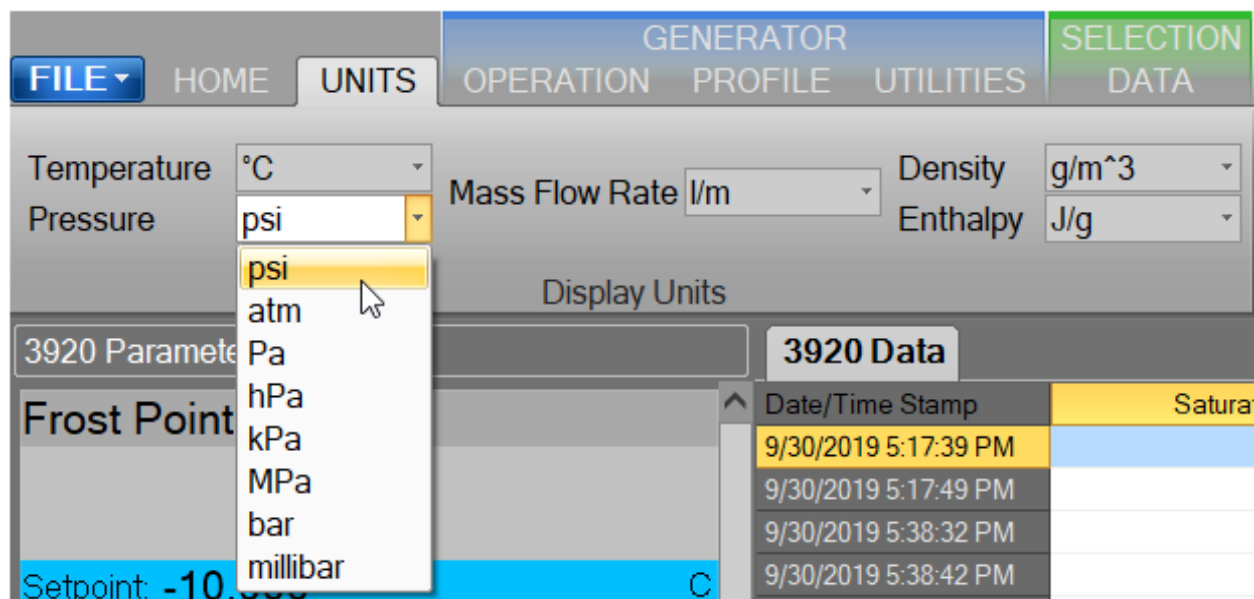 GENERATOR SELECTION
FILE HOME UNITS OPERATION PROFILE UTILITIES DATA
Temperature °C
Pressure psi
Mass Flow Rate l/m
Density g/m^3
Enthalpy J/g
psi
atm
Pa
hPa
kPa
MPa
bar
millibar
Display Units
3920 Paramete
Frost Point
Setpoint: -10.
C
3920 Data
Date/Time Stamp Satura
9/30/2019 5:17:39 PM
9/30/2019 5:17:49 PM
9/30/2019 5:38:32 PM
9/30/2019 5:38:42 PM